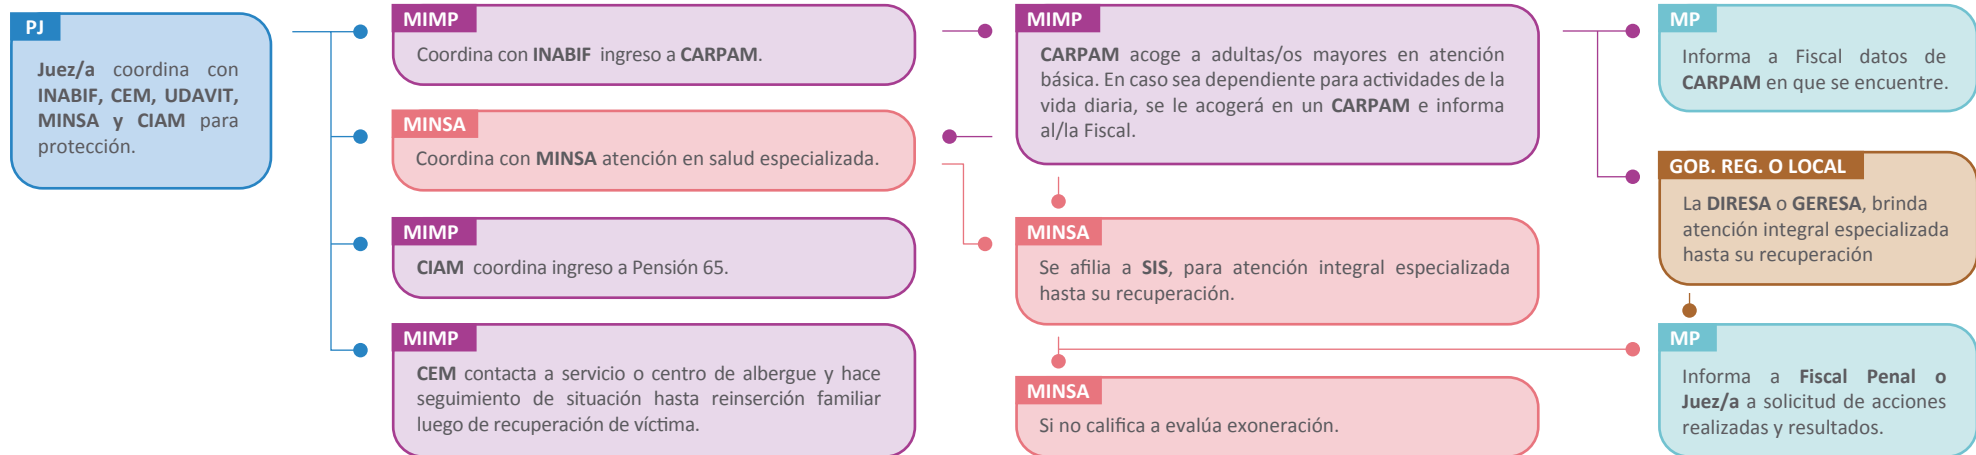 PJ
Juez/a coordina con
INABIF, CEM, UDAVIT,
MINSA y CIAM para
protección.
MIMP
Coordina con INABIF ingreso a CARPAM.
MINSA
Coordina con MINSA atención en salud especializada.
MIMP
CIAM coordina ingreso a Pensión 65.
MIMP
CEM contacta a servicio o centro de albergue y hace
seguimiento de situación hasta reinserción familiar
luego de recuperación de víctima.
MIMP
CARPAM acoge a adultas/os mayores en atención
básica. En caso sea dependiente para actividades de la
vida diaria, se le acogerá en un CARPAM e informa
al/la Fiscal.
MINSA
Se afilia a SIS, para atención integral especializada
hasta su recuperación.
MINSA
Si no califica a evalúa exoneración.
MP
Informa a Fiscal datos de
CARPAM en que se encuentre.
GOB. REG. O LOCAL
La DIRESA o GERESA, brinda
atención integral especializada
hasta su recuperación
MP
Informa a Fiscal Penal o
Juez/a a solicitud de acciones
realizadas y resultados.